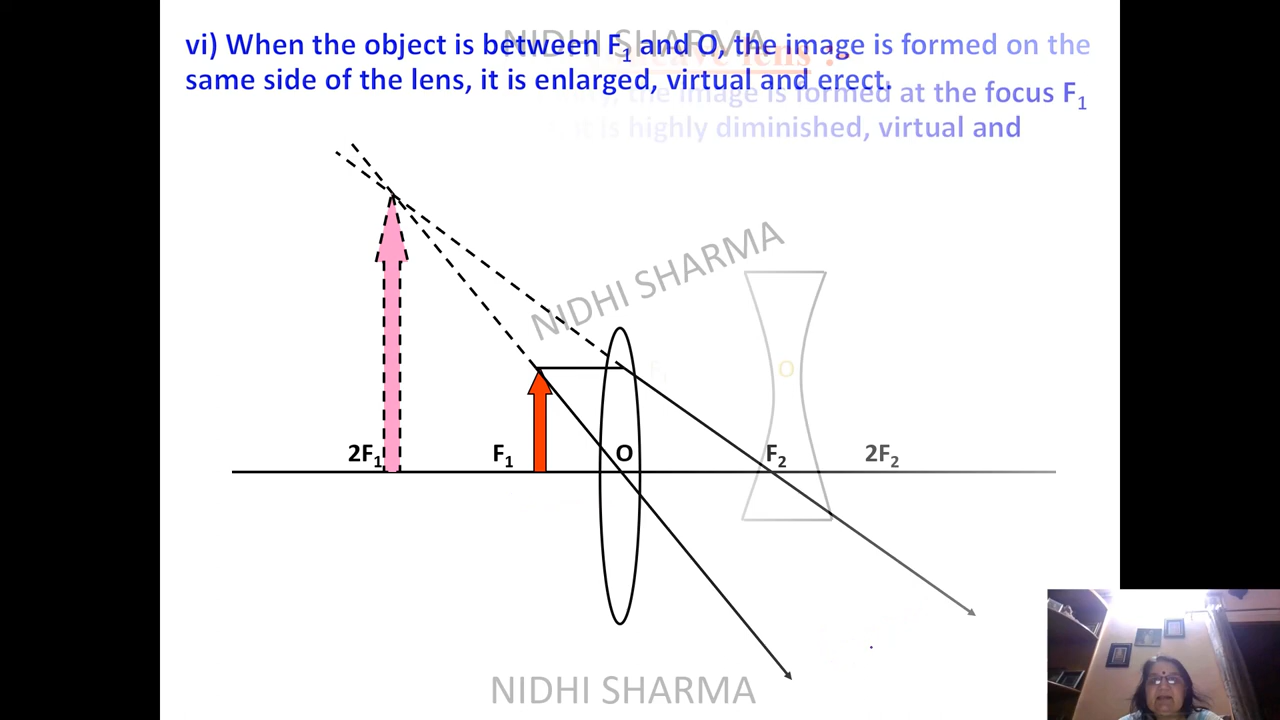 NIDHI SHARMA
vi) When the object is between F₁ and O, the image is formed on the
same side of the lens, it is enlarged, virtual and erect.
lens :-
the image is formed at the focus F₁
is highly diminished, virtual and
NIDHI SHARMA
O
F₁
2F₁ F₁ O F₂ 2F₂
NIDHI SHARMA